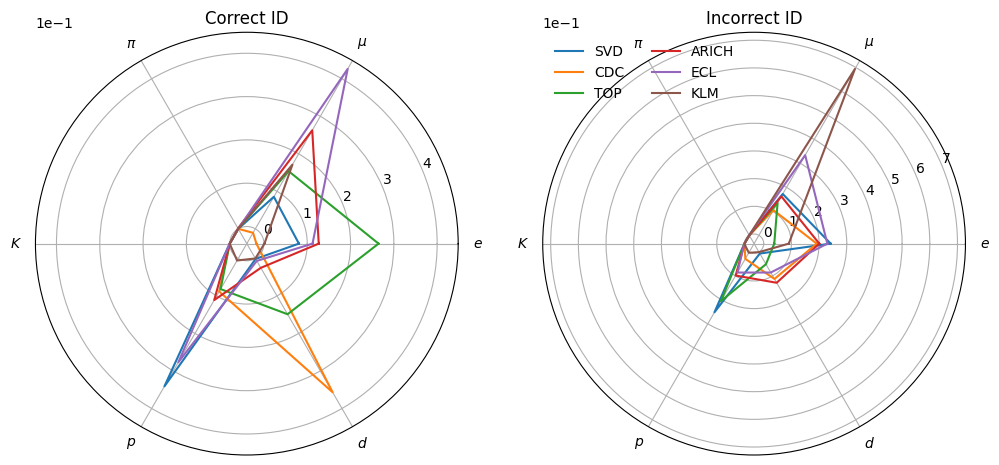 Correct ID
1e−1
e
μ
π
K
p
d
0
1
2
3
4
Incorrect ID
1e−1
e
μ
π
K
p
d
0
1
2
3
4
5
6
7
SVD
CDC
TOP
ARICH
ECL
KLM